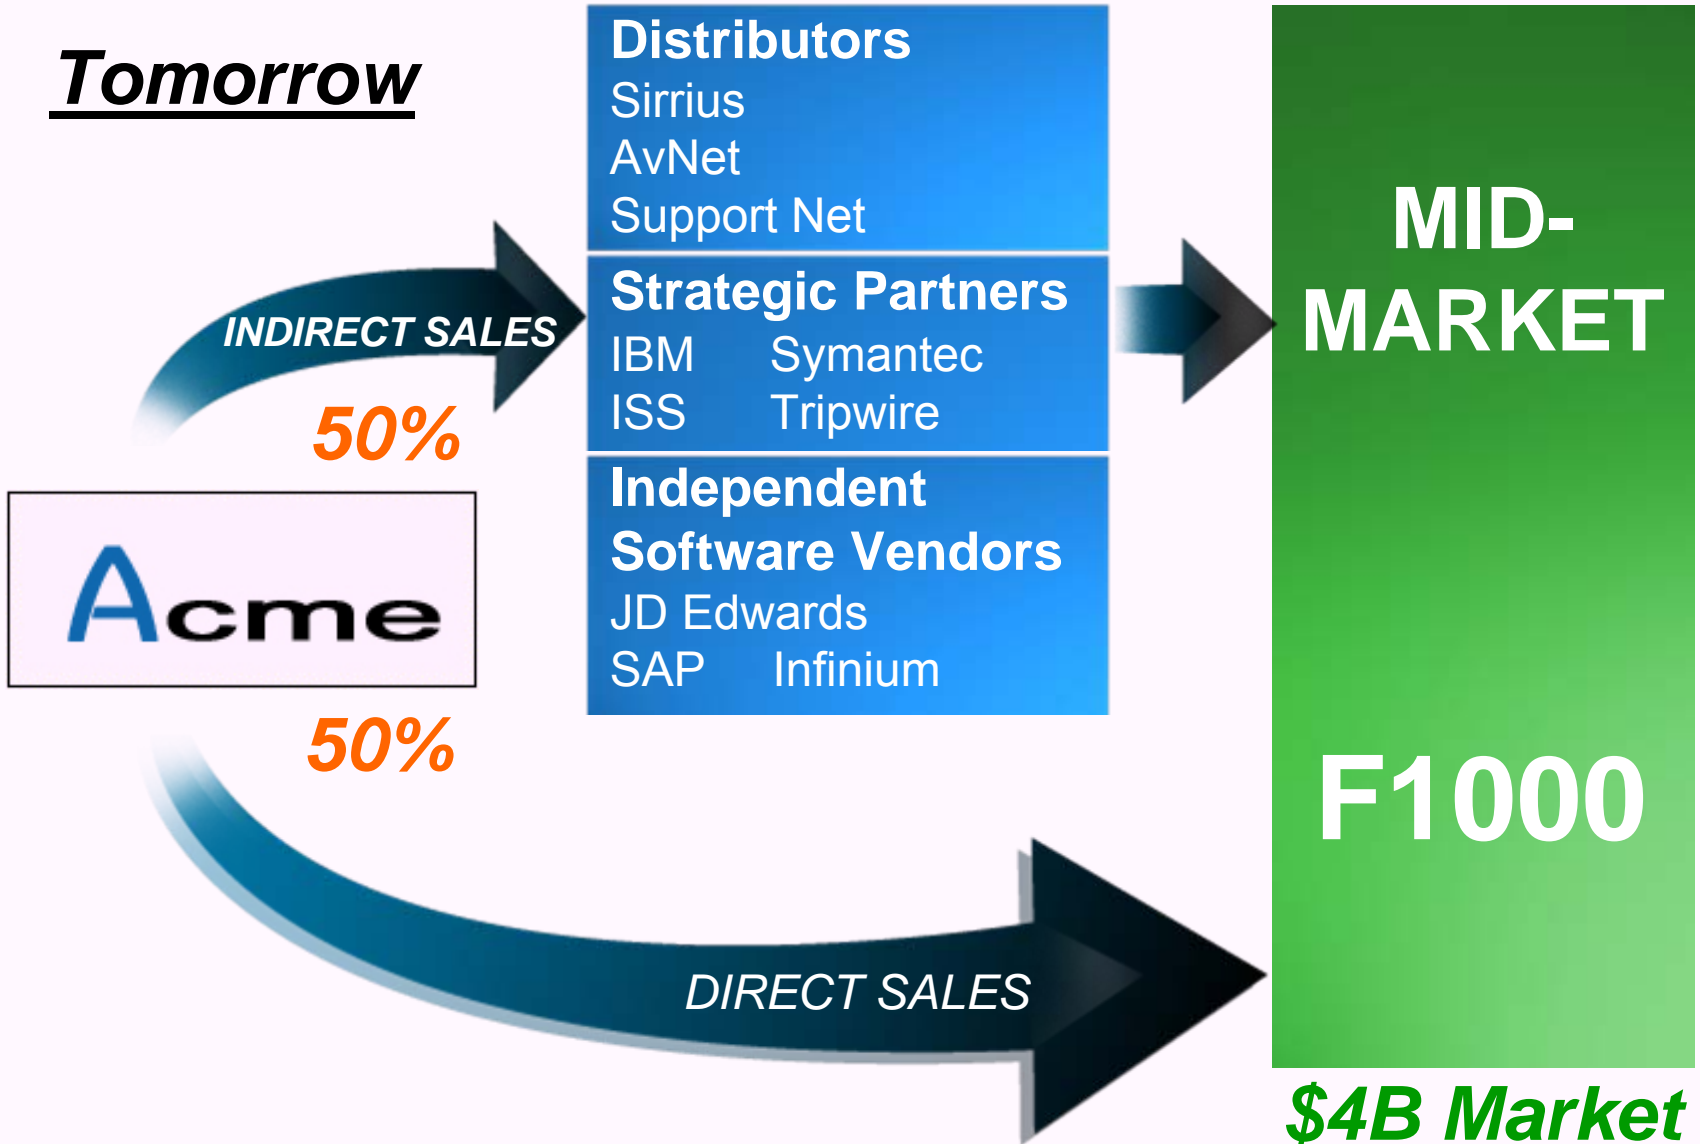 Tomorrow
Distributors
Sirrius
AvNet
Support Net
INDIRECT SALES
50%
Strategic Partners
IBM Symantec
ISS Tripwire
Independent
Software Vendors
JD Edwards
SAP Infinium
Acme
50%
DIRECT SALES
MID-
MARKET
F1000
$4B Market